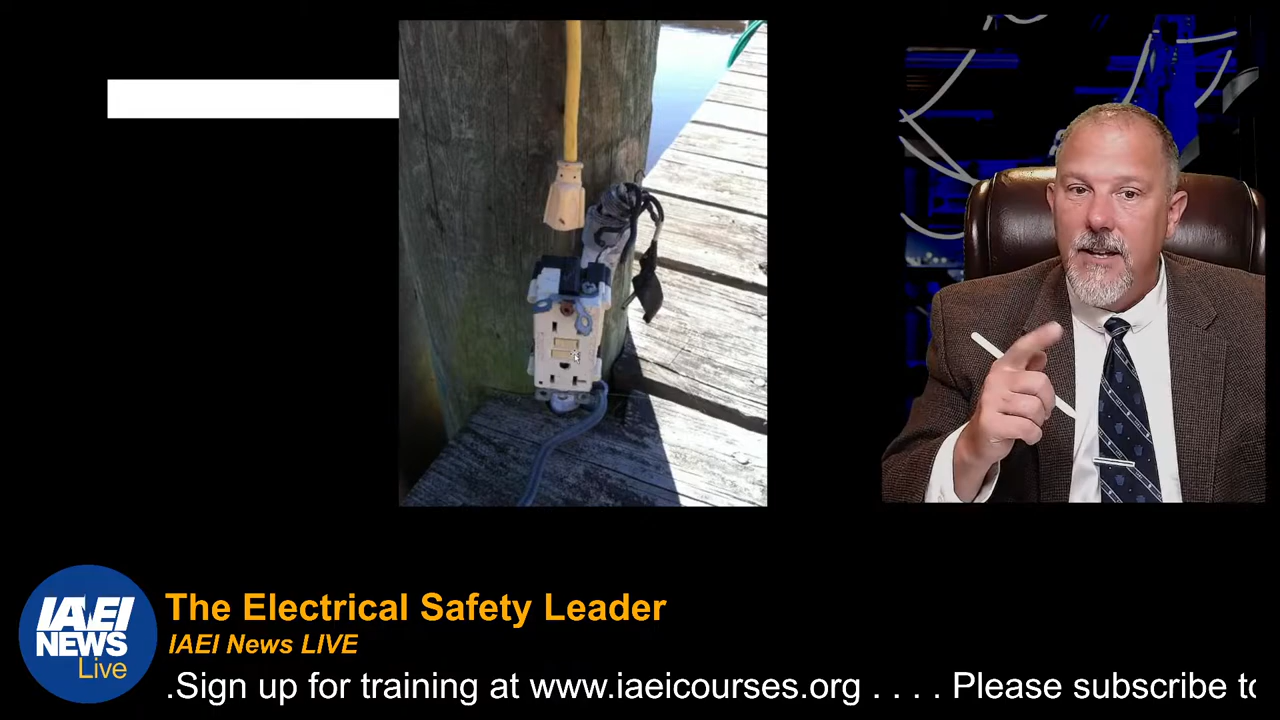 IAEI
NEWS
Live
The Electrical Safety Leader
IAEI News LIVE
.Sign up for training at www.iaeicourses.org . . . . Please subscribe to